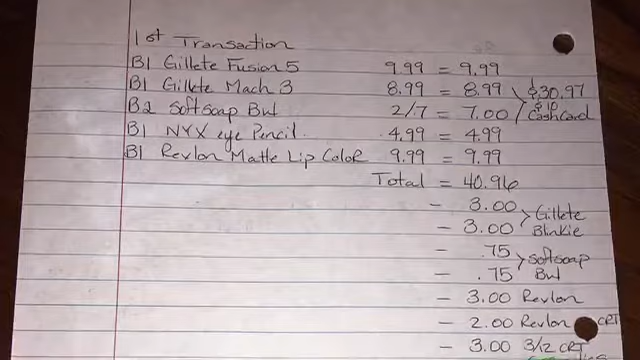 1st Transaction
B1 Gillette Fusion 5 9.99 = 9.99
B1 Gillete Mach 3 8.99 = 8.99 \ $30.97
B2 Softsoap BW 2/7 = 7.00 / $10 CashCard
B1 NYX eye Pencil. 4.99 = 4.99
B1 Revlon Matte Lip Color 9.99 = 9.99
Total = 40.96
- 3.00 > Gillete
- 3.00 Blinkie
- .75 > Softsoap
- .75 BW
- 3.00 Revlon
- 2.00 Revlon CRT
- 3.00 3/12 CRT